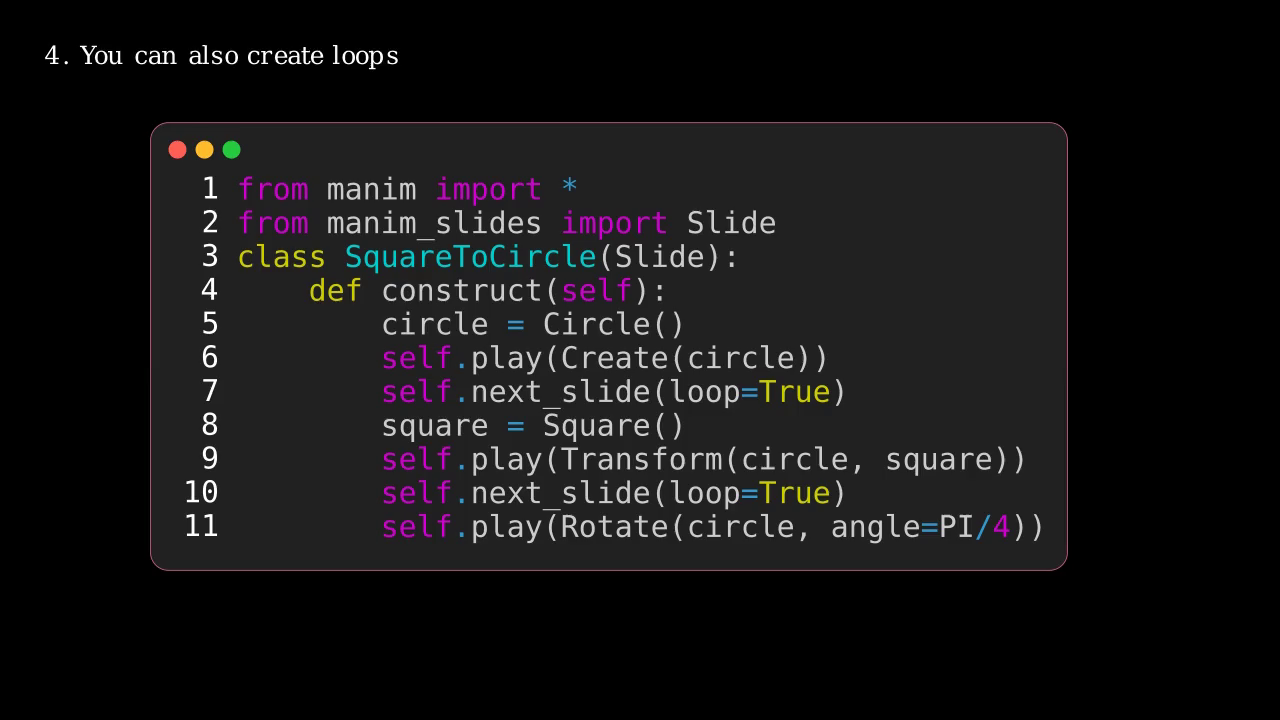 4. You can also create loops
1 from manim import *
2 from manim_slides import Slide
3 class SquareToCircle(Slide):
4     def construct(self):
5         circle = Circle()
6         self.play(Create(circle))
7         self.next_slide(loop=True)
8         square = Square()
9         self.play(Transform(circle, square))
10         self.next_slide(loop=True)
11         self.play(Rotate(circle, angle=PI/4))